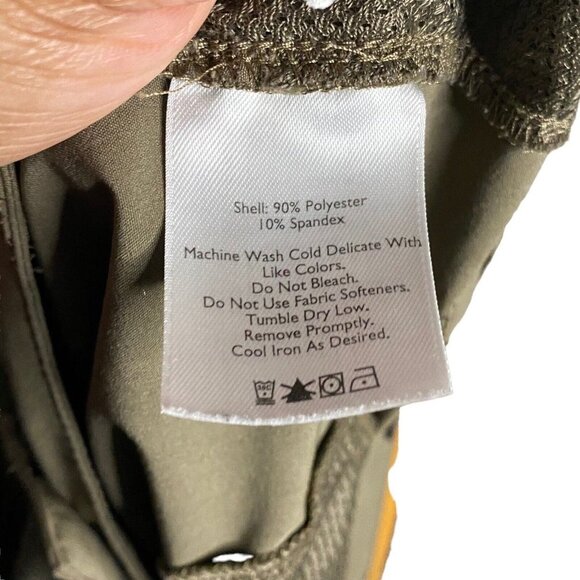 Shell: 90% Polyester
10% Spandex
Machine Wash Cold Delicate With
Like Colors.
Do Not Bleach.
Do Not Use Fabric Softeners.
Tumble Dry Low.
Remove Promptly.
Cool Iron As Desired.